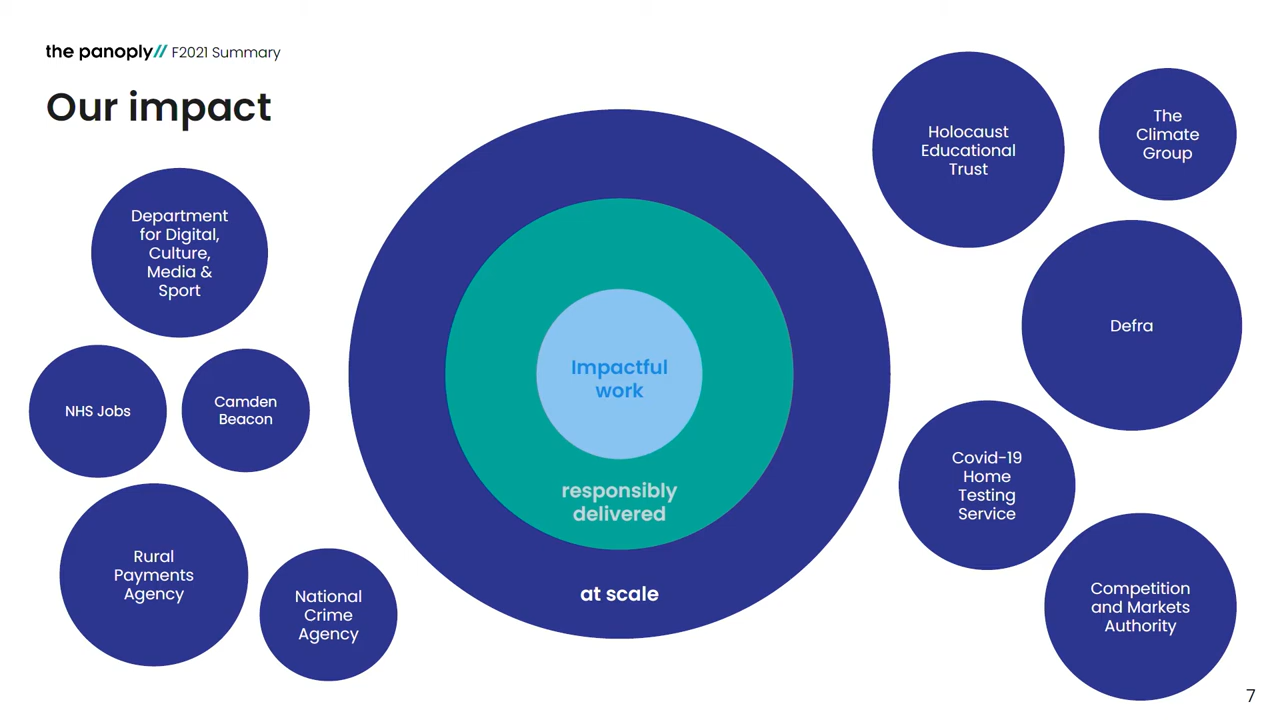 the panoply// F2021 Summary
Our impact
Department
for Digital,
Culture,
Media &
Sport
NHS Jobs
Camden
Beacon
Rural
Payments
Agency
National
Crime
Agency
Impactful
work
responsibly
delivered
at scale
Holocaust
Educational
Trust
The
Climate
Group
Defra
Covid-19
Home
Testing
Service
Competition
and Markets
Authority
7